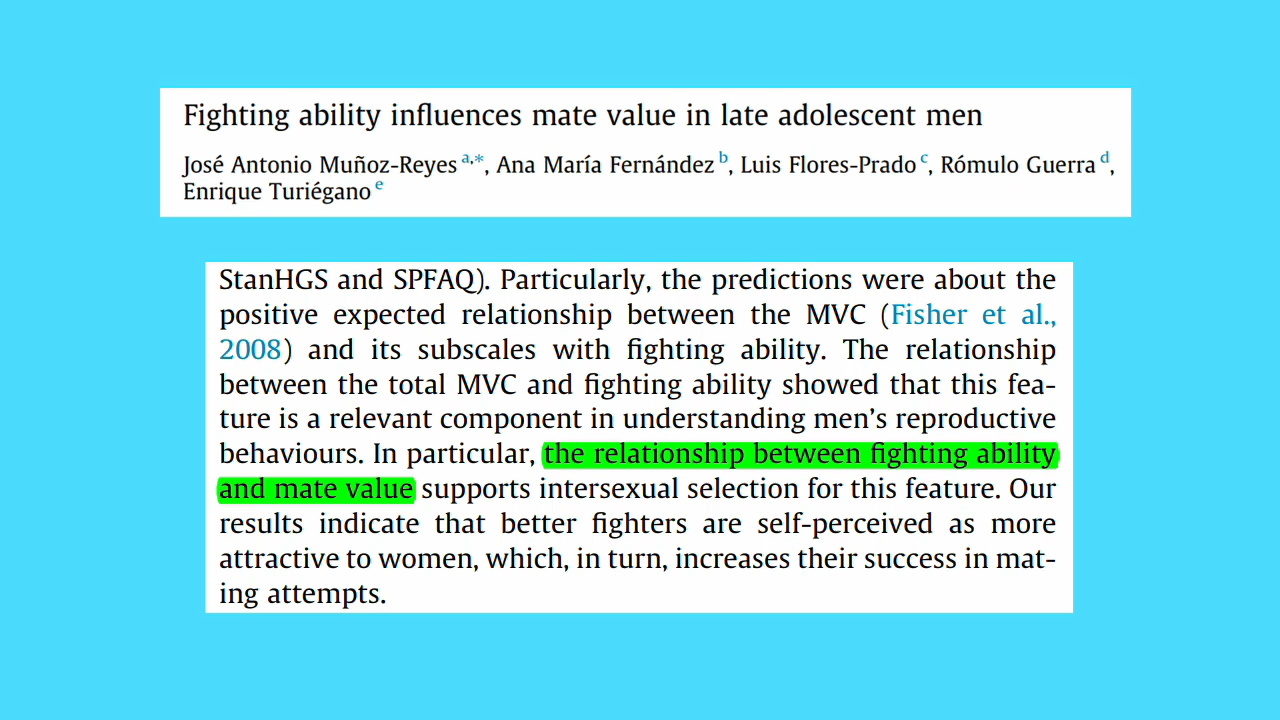 Fighting ability influences mate value in late adolescent men
José Antonio Muñoz-Reyes a,*, Ana María Fernández b, Luis Flores-Prado c, Rómulo Guerra d,
Enrique Turiégano e
StanHGS and SPFAQ). Particularly, the predictions were about the
positive expected relationship between the MVC (Fisher et al.,
2008) and its subscales with fighting ability. The relationship
between the total MVC and fighting ability showed that this fea-
ture is a relevant component in understanding men's reproductive
behaviours. In particular, the relationship between fighting ability
and mate value supports intersexual selection for this feature. Our
results indicate that better fighters are self-perceived as more
attractive to women, which, in turn, increases their success in mat-
ing attempts.